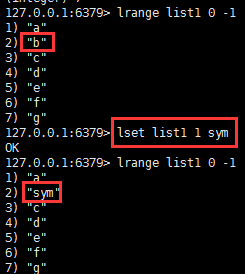 127.0.0.1:6379> lrange list1 0 -1
1) "a"
2) "b"
3) "c"
4) "d"
5) "e"
6) "f"
7) "g"
127.0.0.1:6379> lset list1 1 sym
OK
127.0.0.1:6379> lrange list1 0 -1
1) "a"
2) "sym"
3) "c"
4) "d"
5) "e"
6) "f"
7) "g"